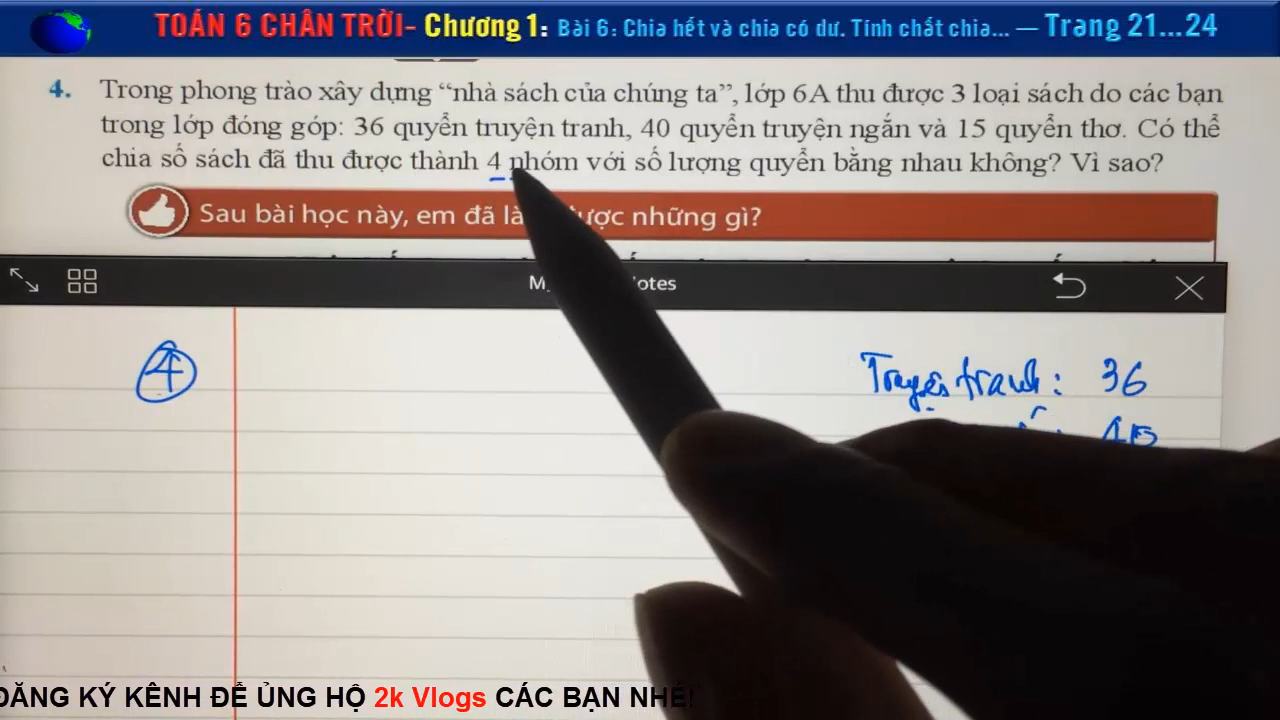 TOÁN 6 CHÂN TRỜI- Chương 1: Bài 6: Chia hết và chia có dư. Tính chất chia... — Trang 21...24
4. Trong phong trào xây dựng “nhà sách của chúng ta”, lớp 6A thu được 3 loại sách do các bạn
trong lớp đóng góp: 36 quyển truyện tranh, 40 quyển truyện ngắn và 15 quyển thơ. Có thể
chia số sách đã thu được thành 4 nhóm với số lượng quyển bằng nhau không? Vì sao?
Sau bài học này, em đã được những gì?
4
Truyện tranh: 36
40
ĐĂNG KÝ KÊNH ĐỂ ỦNG HỘ 2k Vlogs CÁC BẠN NHÉ!